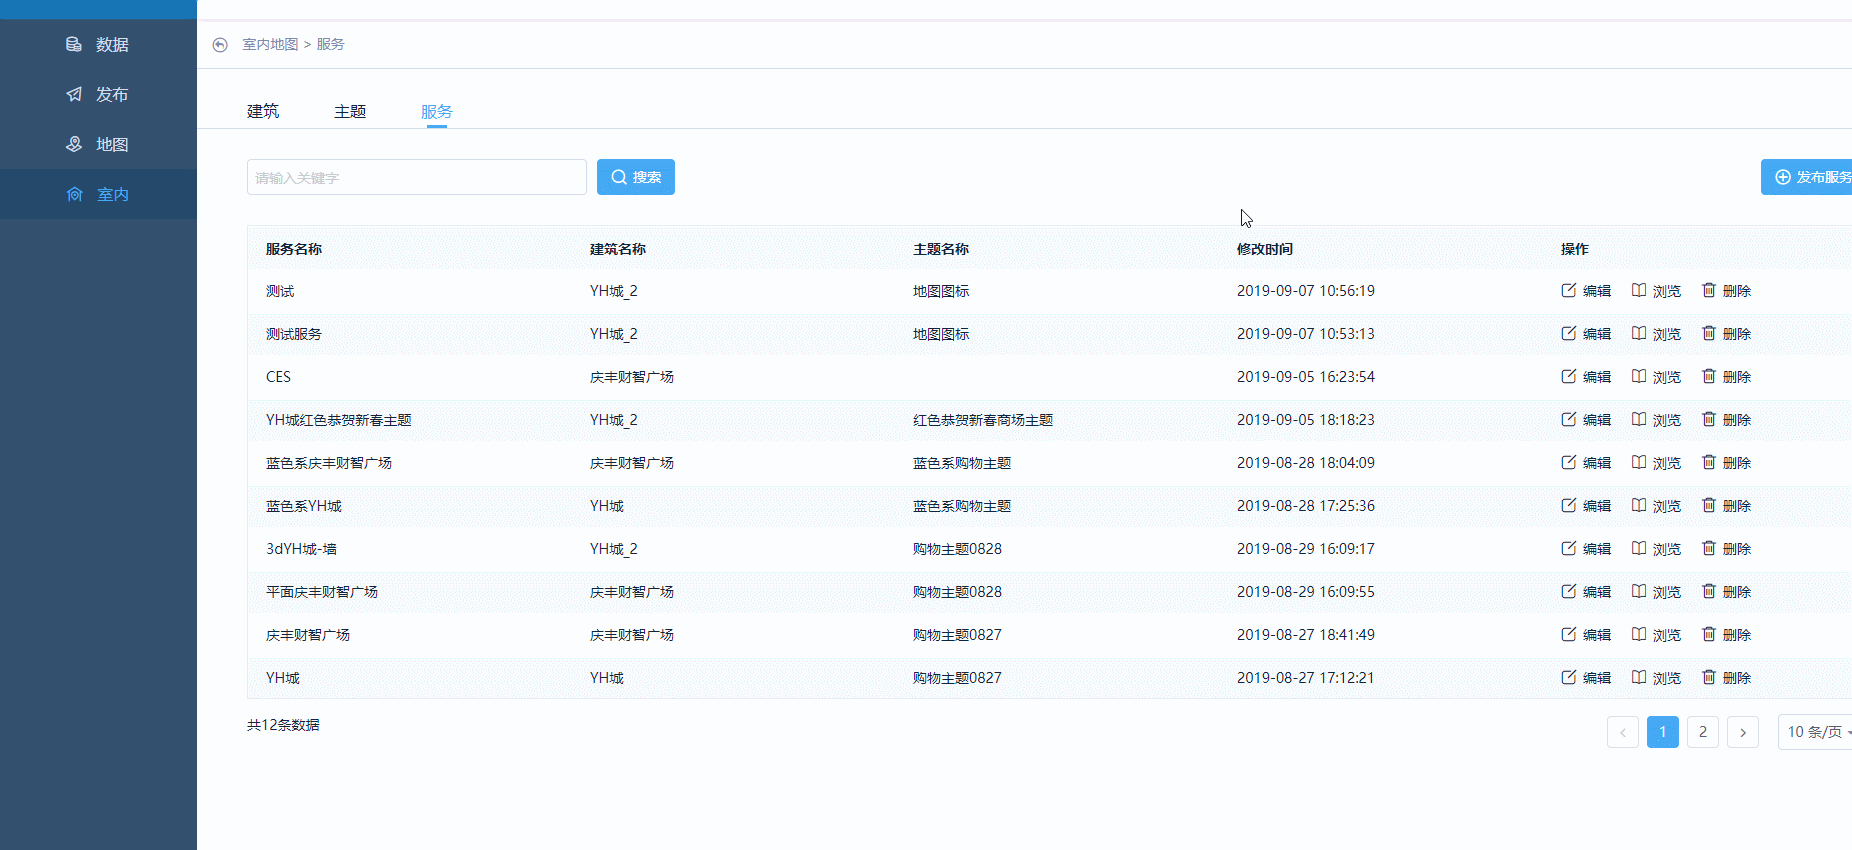 数据
发布
地图
室内
室内地图 > 服务
建筑 主题 服务
请输入关键字 搜索 发布服务
服务名称 建筑名称 主题名称 修改时间 操作
测试 YH城_2 地图图标 2019-09-07 10:56:19 编辑 浏览 删除
测试服务 YH城_2 地图图标 2019-09-07 10:53:13 编辑 浏览 删除
CES 庆丰财智广场 2019-09-05 16:23:54 编辑 浏览 删除
YH城红色恭贺新春主题 YH城_2 红色恭贺新春商场主题 2019-09-05 18:18:23 编辑 浏览 删除
蓝色系庆丰财智广场 庆丰财智广场 蓝色系购物主题 2019-08-28 18:04:09 编辑 浏览 删除
蓝色系YH城 YH城 蓝色系购物主题 2019-08-28 17:25:36 编辑 浏览 删除
3dYH城-墙 YH城_2 购物主题0828 2019-08-29 16:09:17 编辑 浏览 删除
平面庆丰财智广场 庆丰财智广场 购物主题0828 2019-08-29 16:09:55 编辑 浏览 删除
庆丰财智广场 庆丰财智广场 购物主题0827 2019-08-27 18:41:49 编辑 浏览 删除
YH城 YH城 购物主题0827 2019-08-27 17:12:21 编辑 浏览 删除
共12条数据 < 1 2 > 10 条/页